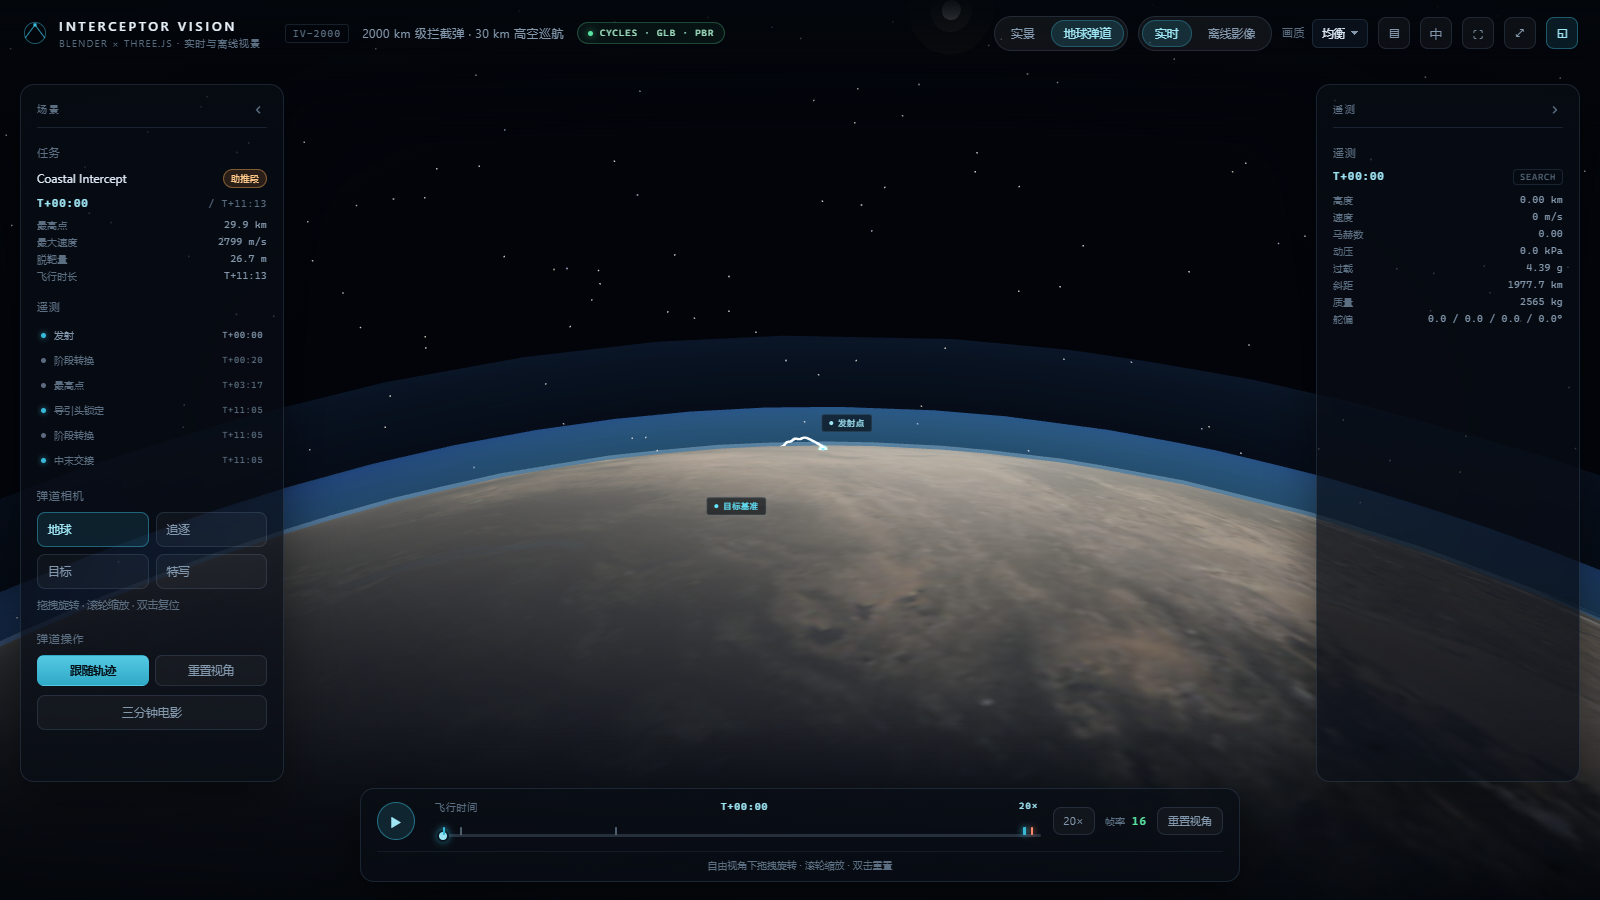 INTERCEPTOR VISION
BLENDER × THREE.JS · 实时与离线视景
IV-2000
2000 km 级拦截弹 · 30 km 高空巡航
CYCLES · GLB · PBR
实景
地球弹道
实时
离线影像
画质
均衡
中
场景
任务
Coastal Intercept
助推段
T+00:00
/ T+11:13
最高点
29.9 km
最大速度
2799 m/s
脱靶量
26.7 m
飞行时长
T+11:13
遥测
发射
T+00:00
阶段转换
T+00:20
最高点
T+03:17
导引头锁定
T+11:05
阶段转换
T+11:05
中末交接
T+11:05
弹道相机
地球
追逐
目标
特写
拖拽旋转 · 滚轮缩放 · 双击复位
弹道操作
跟随轨迹
重置视角
三分钟电影
发射点
目标基准
遥测
遥测
T+00:00
SEARCH
高度
0.00 km
速度
0 m/s
马赫数
0.00
动压
0.0 kPa
过载
4.39 g
斜距
1977.7 km
质量
2565 kg
舵偏
0.0 / 0.0 / 0.0 / 0.0°
飞行时间
T+00:00
20×
20×
帧率 16
重置视角
自由视角下拖拽旋转 · 滚轮缩放 · 双击重置